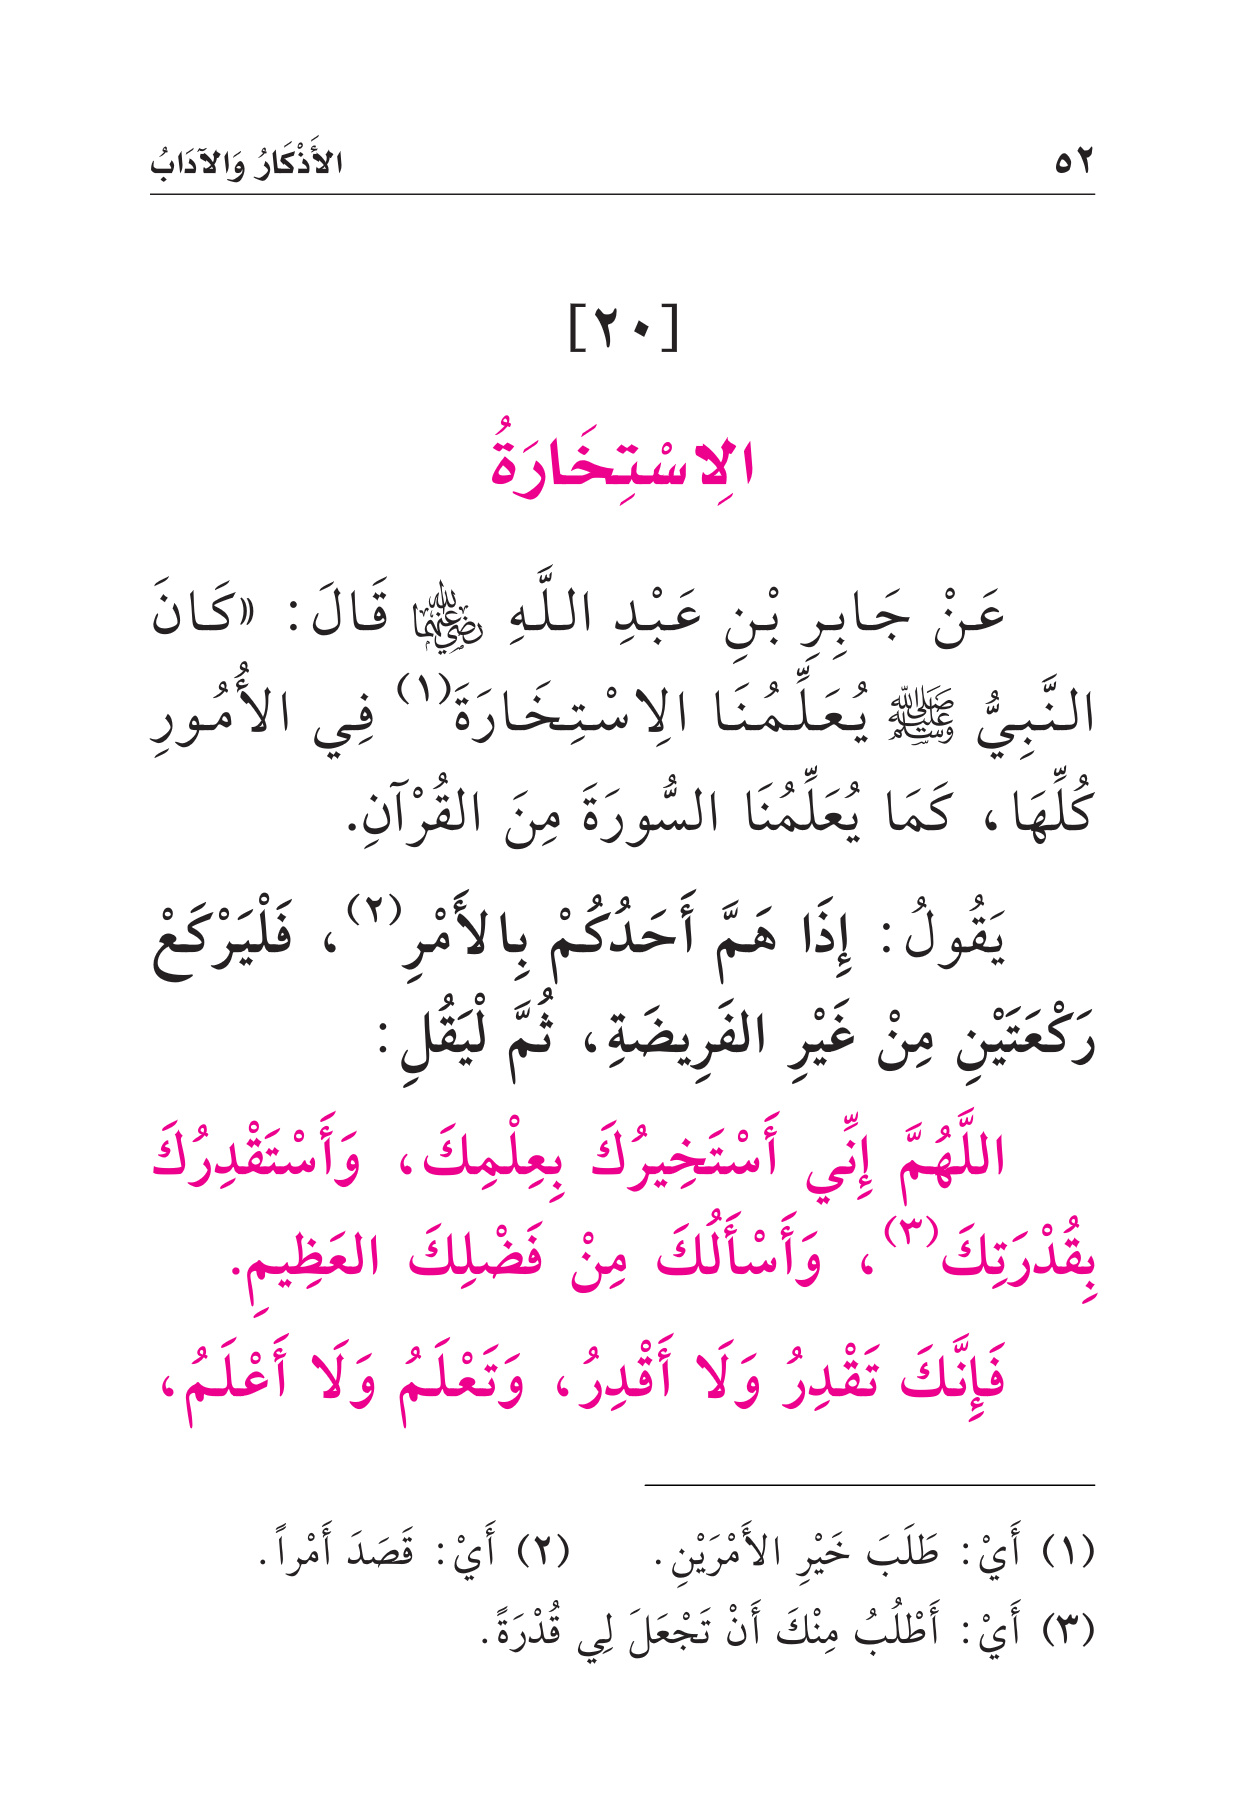 ٥٢ الأَذْكَارُ وَالآدَابُ
[٢٠]
الِاسْتِخَارَةُ
عَنْ جَابِرِ بْنِ عَبْدِ اللَّهِ رضي الله عنهما قَالَ: «كَانَ
النَّبِيُّ ﷺ يُعَلِّمُنَا الِاسْتِخَارَةَ(١) فِي الأُمُورِ
كُلِّهَا، كَمَا يُعَلِّمُنَا السُّورَةَ مِنَ القُرْآنِ.
يَقُولُ: إِذَا هَمَّ أَحَدُكُمْ بِالأَمْرِ(٢)، فَلْيَرْكَعْ
رَكْعَتَيْنِ مِنْ غَيْرِ الفَرِيضَةِ، ثُمَّ لْيَقُلِ:
اللَّهُمَّ إِنِّي أَسْتَخِيرُكَ بِعِلْمِكَ، وَأَسْتَقْدِرُكَ
بِقُدْرَتِكَ(٣)، وَأَسْأَلُكَ مِنْ فَضْلِكَ العَظِيمِ.
فَإِنَّكَ تَقْدِرُ وَلَا أَقْدِرُ، وَتَعْلَمُ وَلَا أَعْلَمُ،
(١) أَيْ: طَلَبَ خَيْرِ الأَمْرَيْنِ. (٢) أَيْ: قَصَدَ أَمْراً.
(٣) أَيْ: أَطْلُبُ مِنْكَ أَنْ تَجْعَلَ لِي قُدْرَةً.